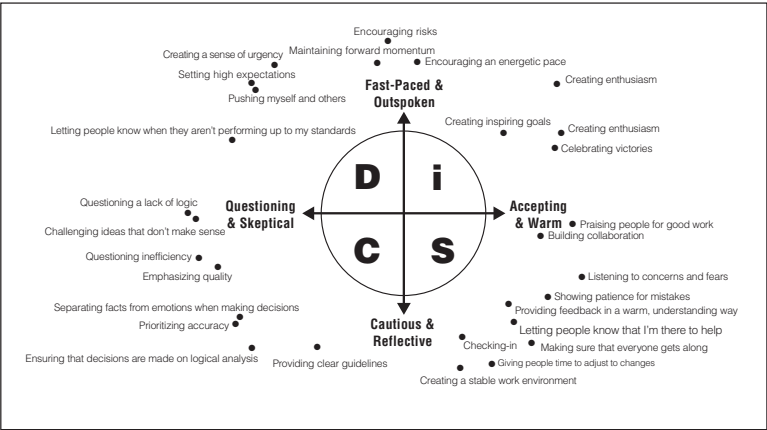 Encouraging risks
Creating a sense of urgency
Maintaining forward momentum
Encouraging an energetic pace
Setting high expectations
Pushing myself and others
Fast-Paced &
Outspoken
Creating enthusiasm
Letting people know when they aren't performing up to my standards
Creating inspiring goals
Creating enthusiasm
Celebrating victories
D
i
Questioning a lack of logic
Questioning
& Skeptical
Accepting
& Warm
Challenging ideas that don't make sense
Praising people for good work
Building collaboration
C
S
Questioning inefficiency
Emphasizing quality
Listening to concerns and fears
Showing patience for mistakes
Separating facts from emotions when making decisions
Providing feedback in a warm, understanding way
Prioritizing accuracy
Cautious &
Reflective
Letting people know that I'm there to help
Checking-in
Making sure that everyone gets along
Ensuring that decisions are made on logical analysis
Providing clear guidelines
Giving people time to adjust to changes
Creating a stable work environment